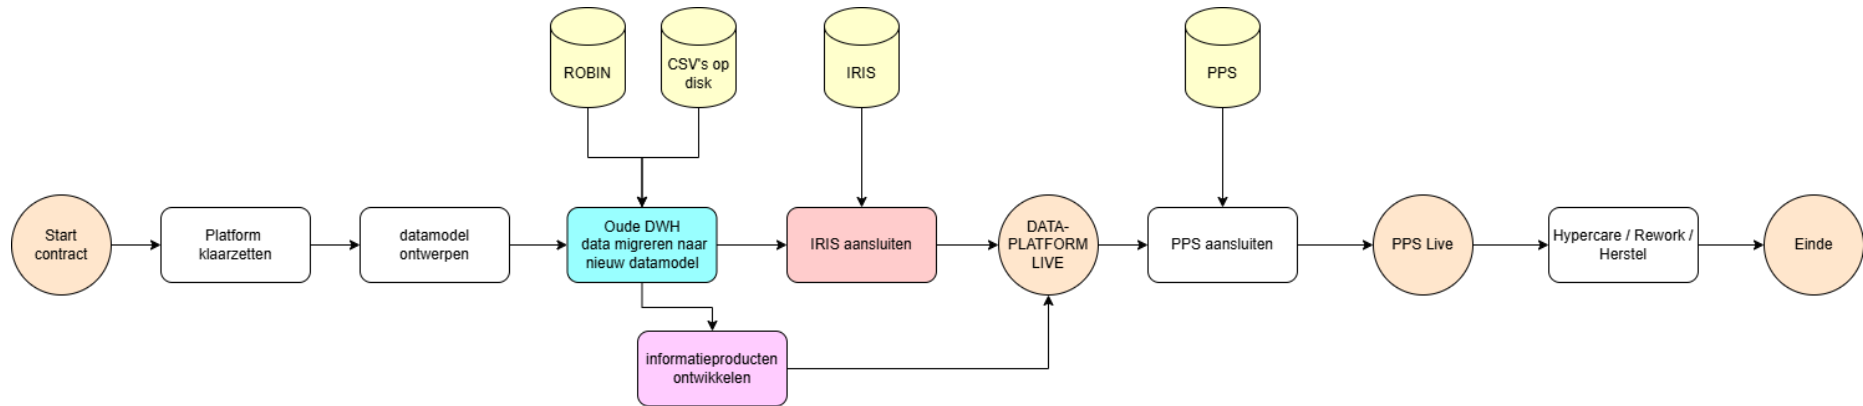 ROBIN
CSV's op
disk
IRIS
PPS
Start
contract
Platform
klaarzetten
datamodel
ontwerpen
Oude DWH
data migreren naar
nieuw datamodel
IRIS aansluiten
DATA-
PLATFORM
LIVE
PPS aansluiten
PPS Live
Hypercare / Rework /
Herstel
Einde
informatieproducten
ontwikkelen